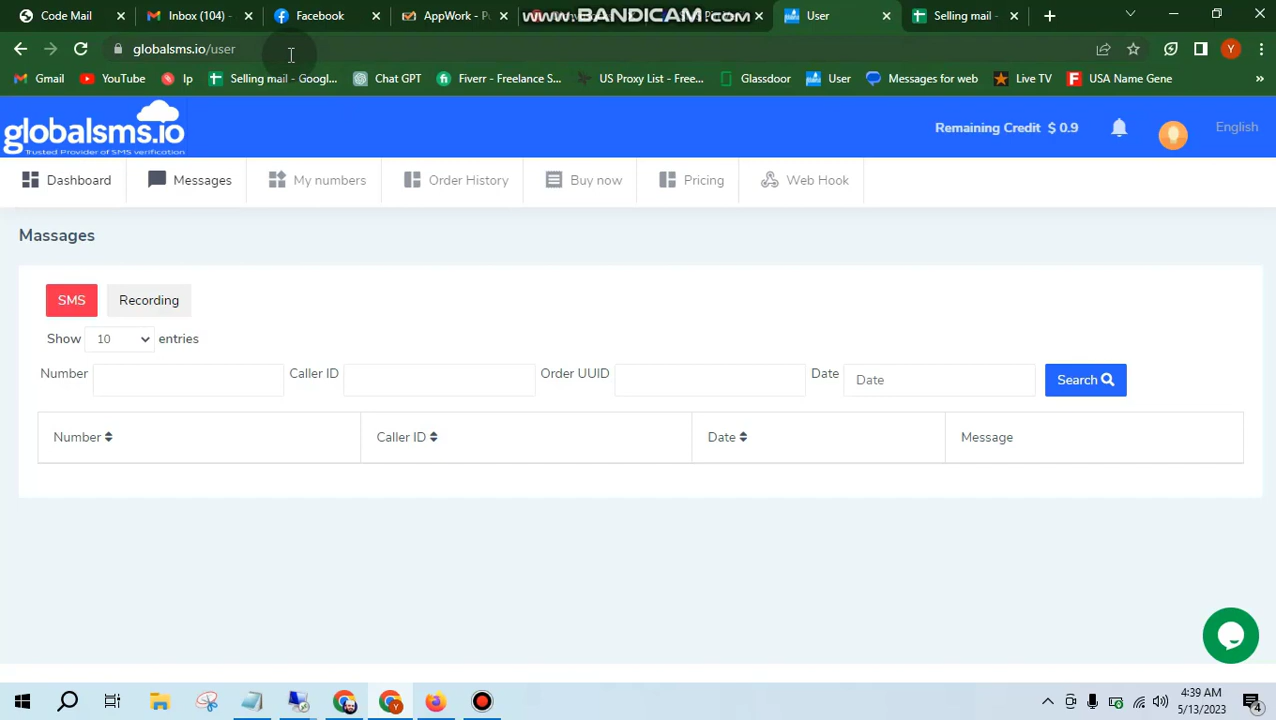 Code Mail
Inbox (104) -
Facebook
AppWork - Pu
www.BANDICAM.com
User
Selling mail -
globalsms.io/user
Gmail
YouTube
Ip
Selling mail - Googl...
Chat GPT
Fiverr - Freelance S...
US Proxy List - Free...
Glassdoor
User
Messages for web
Live TV
USA Name Gene
»
globalsms.io
Trusted Provider of SMS verification
Remaining Credit $ 0.9
English
Dashboard
Messages
My numbers
Order History
Buy now
Pricing
Web Hook
Massages
SMS
Recording
Show 10 entries
Number
Caller ID
Order UUID
Date
Date
Search
Number
Caller ID
Date
Message
4:39 AM
5/13/2023
4